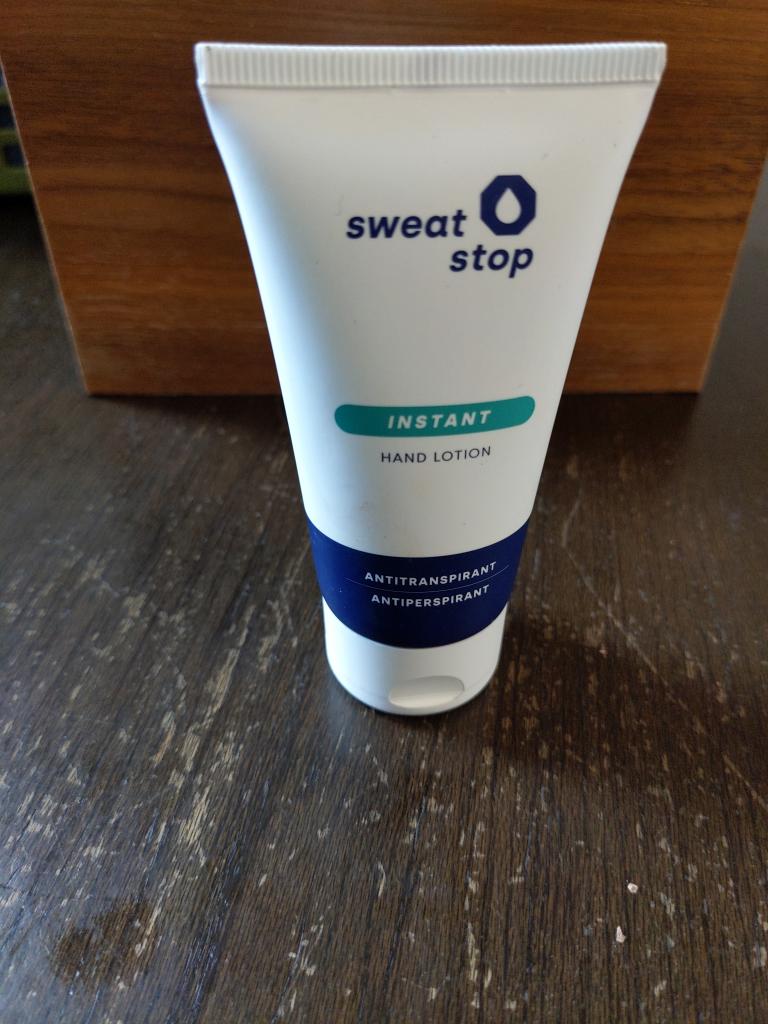 sweat
stop
INSTANT
HAND LOTION
ANTITRANSPIRANT
ANTIPERSPIRANT